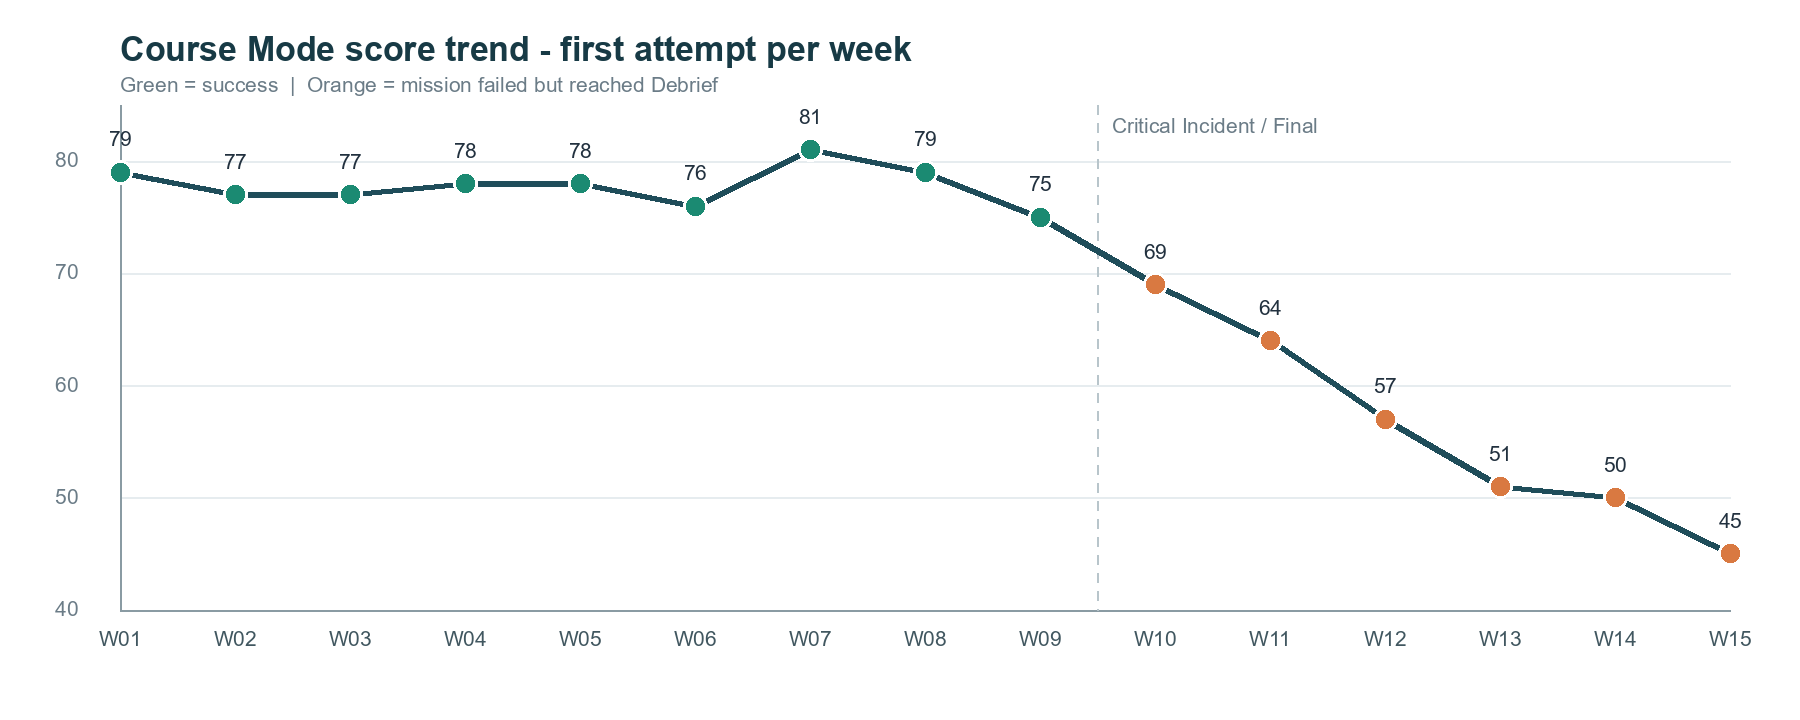 Course Mode score trend - first attempt per week
Green = success | Orange = mission failed but reached Debrief
Critical Incident / Final
79 77 77 78 78 76 81 79 75 69 64 57 51 50 45
80
70
60
50
40
W01 W02 W03 W04 W05 W06 W07 W08 W09 W10 W11 W12 W13 W14 W15